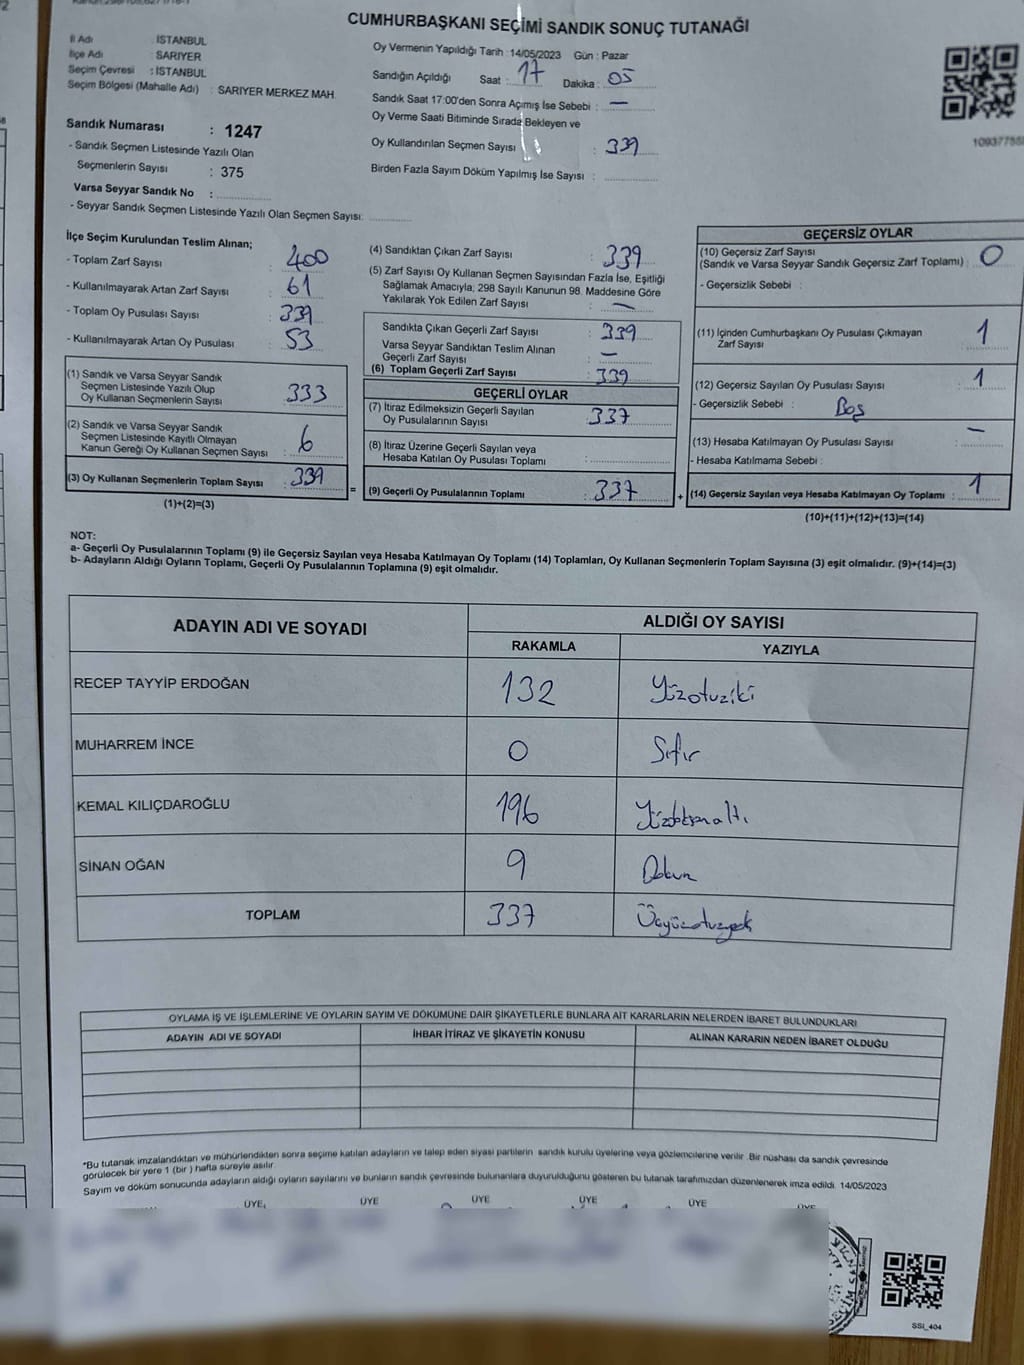 CUMHURBAŞKANI SEÇİMİ SANDIK SONUÇ TUTANAĞI
İl Adı : İSTANBUL
İlçe Adı : SARIYER
Seçim Çevresi : İSTANBUL
Seçim Bölgesi (Mahalle Adı) : SARIYER MERKEZ MAH.
Sandık Numarası : 1247
- Sandık Seçmen Listesinde Yazılı Olan
Seçmenlerin Sayısı : 375
Varsa Seyyar Sandık No :
- Seyyar Sandık Seçmen Listesinde Yazılı Olan Seçmen Sayısı:
Oy Vermenin Yapıldığı Tarih : 14/05/2023 Gün : Pazar
Sandığın Açıldığı Saat : 17 Dakika : 05
Sandık Saat 17:00'den Sonra Açımış İse Sebebi : —
Oy Verme Saati Bitiminde Sırada Bekleyen ve
Oy Kullandırılan Seçmen Sayısı : 339
Birden Fazla Sayım Döküm Yapılmış İse Sayısı :
İlçe Seçim Kurulundan Teslim Alınan;
- Toplam Zarf Sayısı : 400
- Kullanılmayarak Artan Zarf Sayısı : 61
- Toplam Oy Pusulası Sayısı : 339
- Kullanılmayarak Artan Oy Pusulası : 53
(1) Sandık ve Varsa Seyyar Sandık
Seçmen Listesinde Yazılı Olup
Oy Kullanan Seçmenlerin Sayısı : 333
(2) Sandık ve Varsa Seyyar Sandık
Seçmen Listesinde Kayıtlı Olmayan
Kanun Gereği Oy Kullanan Seçmen Sayısı : 6
(3) Oy Kullanan Seçmenlerin Toplam Sayısı : 339
(1)+(2)=(3)
(4) Sandıktan Çıkan Zarf Sayısı : 339
(5) Zarf Sayısı Oy Kullanan Seçmen Sayısından Fazla İse, Eşitliği
Sağlamak Amacıyla, 298 Sayılı Kanunun 98. Maddesine Göre
Yakılarak Yok Edilen Zarf Sayısı : —
Sandıkta Çıkan Geçerli Zarf Sayısı : 339
Varsa Seyyar Sandıktan Teslim Alınan
Geçerli Zarf Sayısı : —
(6) Toplam Geçerli Zarf Sayısı : 339
GEÇERLİ OYLAR
(7) İtiraz Edilmeksizin Geçerli Sayılan
Oy Pusulalarının Sayısı : 337
(8) İtiraz Üzerine Geçerli Sayılan veya
Hesaba Katılan Oy Pusulası Toplamı :
= (9) Geçerli Oy Pusulalarının Toplamı : 337
GEÇERSİZ OYLAR
(10) Geçersiz Zarf Sayısı
(Sandık ve Varsa Seyyar Sandık Geçersiz Zarf Toplamı) : 0
- Geçersizlik Sebebi :
(11) İçinden Cumhurbaşkanı Oy Pusulası Çıkmayan
Zarf Sayısı : 1
(12) Geçersiz Sayılan Oy Pusulası Sayısı : 1
- Geçersizlik Sebebi : Boş
(13) Hesaba Katılmayan Oy Pusulası Sayısı : —
- Hesaba Katılmama Sebebi :
+ (14) Geçersiz Sayılan veya Hesaba Katılmayan Oy Toplamı : 1
(10)+(11)+(12)+(13)=(14)
NOT:
a- Geçerli Oy Pusulalarının Toplamı (9) ile Geçersiz Sayılan veya Hesaba Katılmayan Oy Toplamı (14) Toplamları, Oy Kullanan Seçmenlerin Toplam Sayısına (3) eşit olmalıdır. (9)+(14)=(3)
b- Adayların Aldığı Oyların Toplamı, Geçerli Oy Pusulalarının Toplamına (9) eşit olmalıdır.
ADAYIN ADI VE SOYADI ALDIĞI OY SAYISI
RAKAMLA YAZIYLA
RECEP TAYYİP ERDOĞAN 132 Yüzotuziki
MUHARREM İNCE 0 Sıfır
KEMAL KILIÇDAROĞLU 196 Yüzdoksanaltı
SİNAN OĞAN 9 Dokuz
TOPLAM 337 Üçyüzotuzyedi
OYLAMA İŞ VE İŞLEMLERİNE VE OYLARIN SAYIM VE DÖKÜMÜNE DAİR ŞİKAYETLERLE BUNLARA AİT KARARLARIN NELERDEN İBARET BULUNDUKLARI
ADAYIN ADI VE SOYADI İHBAR İTİRAZ VE ŞİKAYETİN KONUSU ALINAN KARARIN NEDEN İBARET OLDUĞU
*Bu tutanak imzalandıktan ve mühürlendikten sonra seçime katılan adayların ve talep eden siyasi partilerin sandık kurulu üyelerine veya gözlemcilerine verilir. Bir nüshası da sandık çevresinde
görülecek bir yere 1 (bir) hafta süreyle asılır.
Sayım ve döküm sonucunda adayların aldığı oyların sayılarını ve bunların sandık çevresinde bulunanlara duyurulduğunu gösteren bu tutanak tarafımızdan düzenlenerek imza edildi. 14/05/2023
ÜYE ÜYE ÜYE ÜYE ÜYE ÜYE
SSI_404